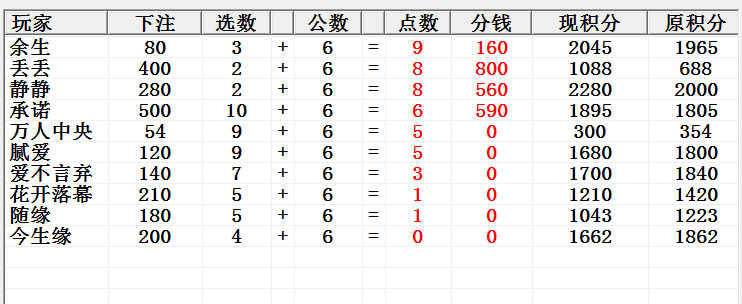 玩家 下注 选数 公数 点数 分钱 现积分 原积分
余生 80 3 + 6 = 9 160 2045 1965
丢丢 400 2 + 6 = 8 800 1088 688
静静 280 2 + 6 = 8 560 2280 2000
承诺 500 10 + 6 = 6 590 1895 1805
万人中央 54 9 + 6 = 5 0 300 354
腻爱 120 9 + 6 = 5 0 1680 1800
爱不言弃 140 7 + 6 = 3 0 1700 1840
花开落幕 210 5 + 6 = 1 0 1210 1420
随缘 180 5 + 6 = 1 0 1043 1223
今生缘 200 4 + 6 = 0 0 1662 1862